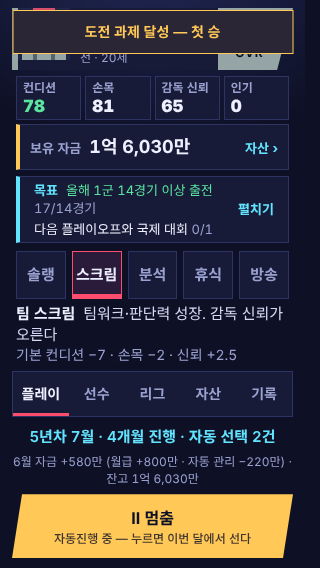 도전 과제 달성 — 첫 승
전 · 20세
OVR
컨디션 손목 감독 신뢰 인기
78 81 65 0
보유 자금 1억 6,030만 자산 ›
목표 올해 1군 14경기 이상 출전
17/14경기
펼치기
다음 플레이오프와 국제 대회 0/1
솔랭 스크림 분석 휴식 방송
팀 스크림 팀워크·판단력 성장. 감독 신뢰가
오른다
기본 컨디션 −7 · 손목 −2 · 신뢰 +2.5
플레이 선수 리그 자산 기록
5년차 7월 · 4개월 진행 · 자동 선택 2건
6월 자금 +580만 (월급 +800만 · 자동 관리 −220만) ·
잔고 1억 6,030만
II 멈춤
자동진행 중 — 누르면 이번 달에서 선다